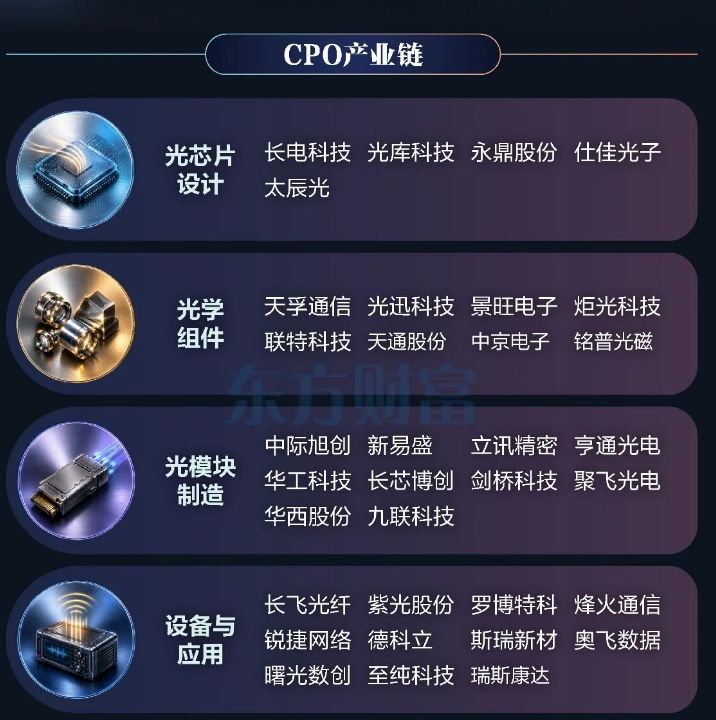 CPO产业链
光芯片
设计
长电科技 光库科技 永鼎股份 仕佳光子
太辰光
光学
组件
天孚通信 光迅科技 景旺电子 炬光科技
联特科技 天通股份 中京电子 铭普光磁
东方财富
光模块
制造
中际旭创 新易盛 立讯精密 亨通光电
华工科技 长芯博创 剑桥科技 聚飞光电
华西股份 九联科技
设备与
应用
长飞光纤 紫光股份 罗博特科 烽火通信
锐捷网络 德科立 斯瑞新材 奥飞数据
曙光数创 至纯科技 瑞斯康达